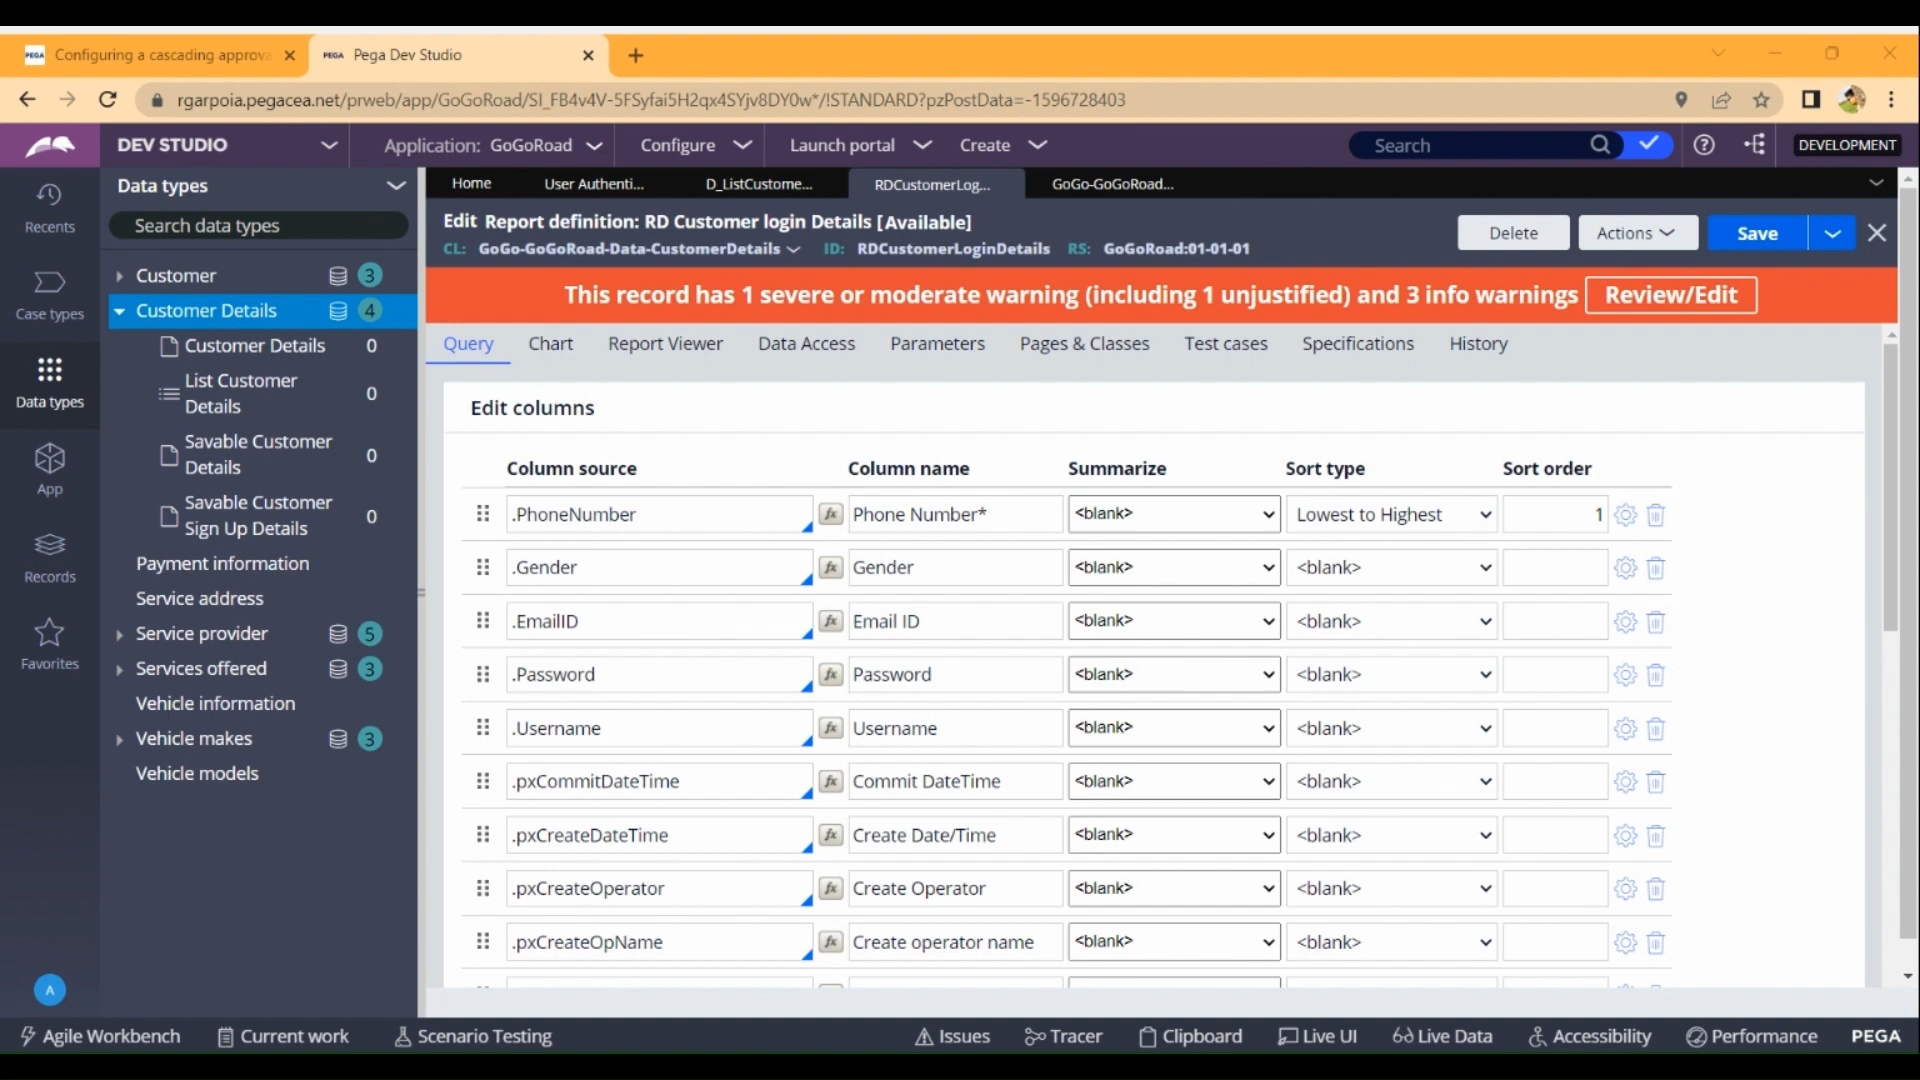 PEGA Configuring a cascading approva
PEGA Pega Dev Studio
rgarpoia.pegacea.net/prweb/app/GoGoRoad/SI_FB4v4V-5FSyfai5H2qx4SYjv8DY0w*/!STANDARD?pzPostData=-1596728403
DEV STUDIO
Application: GoGoRoad
Configure
Launch portal
Create
Search
DEVELOPMENT
Recents
Case types
Data types
App
Records
Favorites
A
Data types
Search data types
Customer 3
Customer Details 4
Customer Details 0
List Customer
Details 0
Savable Customer
Details 0
Savable Customer
Sign Up Details 0
Payment information
Service address
Service provider 5
Services offered 3
Vehicle information
Vehicle makes 3
Vehicle models
Home
User Authenti...
D_ListCustome...
RDCustomerLog...
GoGo-GoGoRoad...
Edit Report definition: RD Customer login Details [Available]
CL: GoGo-GoGoRoad-Data-CustomerDetails ID: RDCustomerLoginDetails RS: GoGoRoad:01-01-01
Delete
Actions
Save
This record has 1 severe or moderate warning (including 1 unjustified) and 3 info warnings Review/Edit
Query Chart Report Viewer Data Access Parameters Pages & Classes Test cases Specifications History
Edit columns
Column source Column name Summarize Sort type Sort order
.PhoneNumber fx Phone Number* <blank> Lowest to Highest 1
.Gender fx Gender <blank> <blank>
.EmailID fx Email ID <blank> <blank>
.Password fx Password <blank> <blank>
.Username fx Username <blank> <blank>
.pxCommitDateTime fx Commit DateTime <blank> <blank>
.pxCreateDateTime fx Create Date/Time <blank> <blank>
.pxCreateOperator fx Create Operator <blank> <blank>
.pxCreateOpName fx Create operator name <blank> <blank>
Agile Workbench Current work Scenario Testing Issues Tracer Clipboard Live UI Live Data Accessibility Performance PEGA